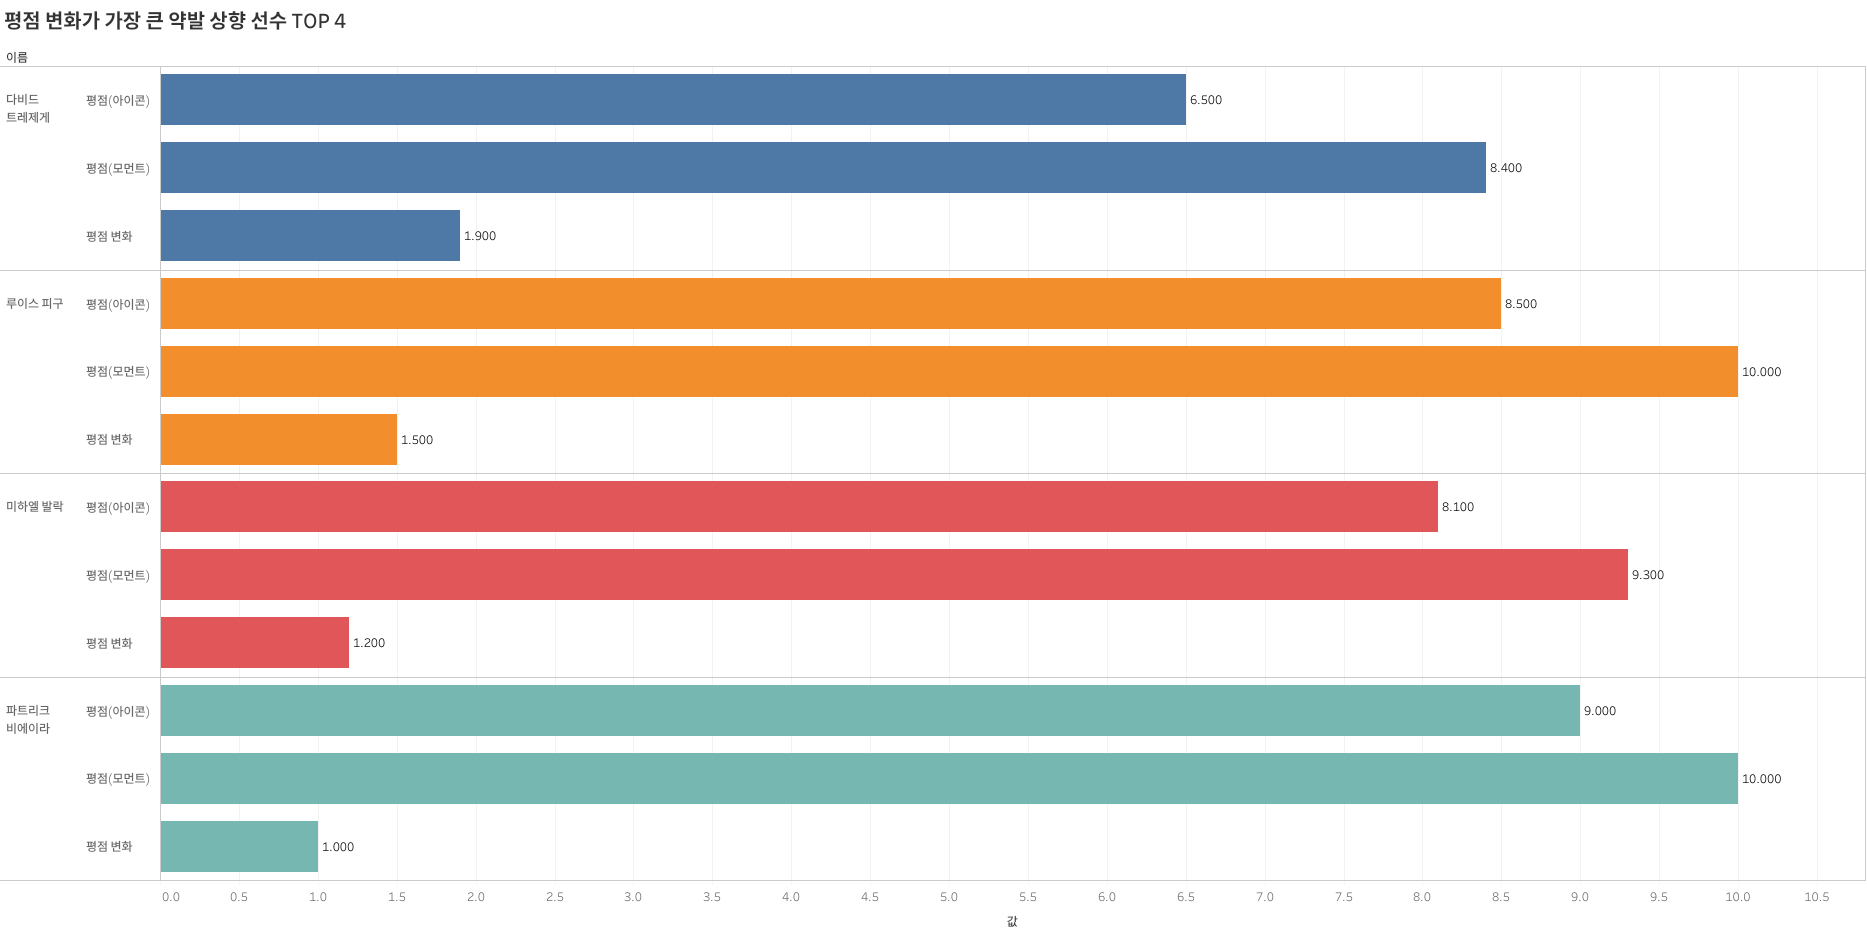 평점 변화가 가장 큰 약발 상향 선수 TOP 4
이름
다비드
트레제게
평점(아이콘)
6.500
평점(모먼트)
8.400
평점 변화
1.900
루이스 피구
평점(아이콘)
8.500
평점(모먼트)
10.000
평점 변화
1.500
미하엘 발락
평점(아이콘)
8.100
평점(모먼트)
9.300
평점 변화
1.200
파트리크
비에이라
평점(아이콘)
9.000
평점(모먼트)
10.000
평점 변화
1.000
0.0 0.5 1.0 1.5 2.0 2.5 3.0 3.5 4.0 4.5 5.0 5.5 6.0 6.5 7.0 7.5 8.0 8.5 9.0 9.5 10.0 10.5
값